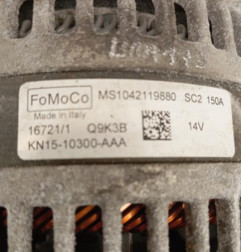 FoMoCo MS1042119880 SC2 150A
Made in Italy
16721/1 Q9K3B 14V
KN15-10300-AAA